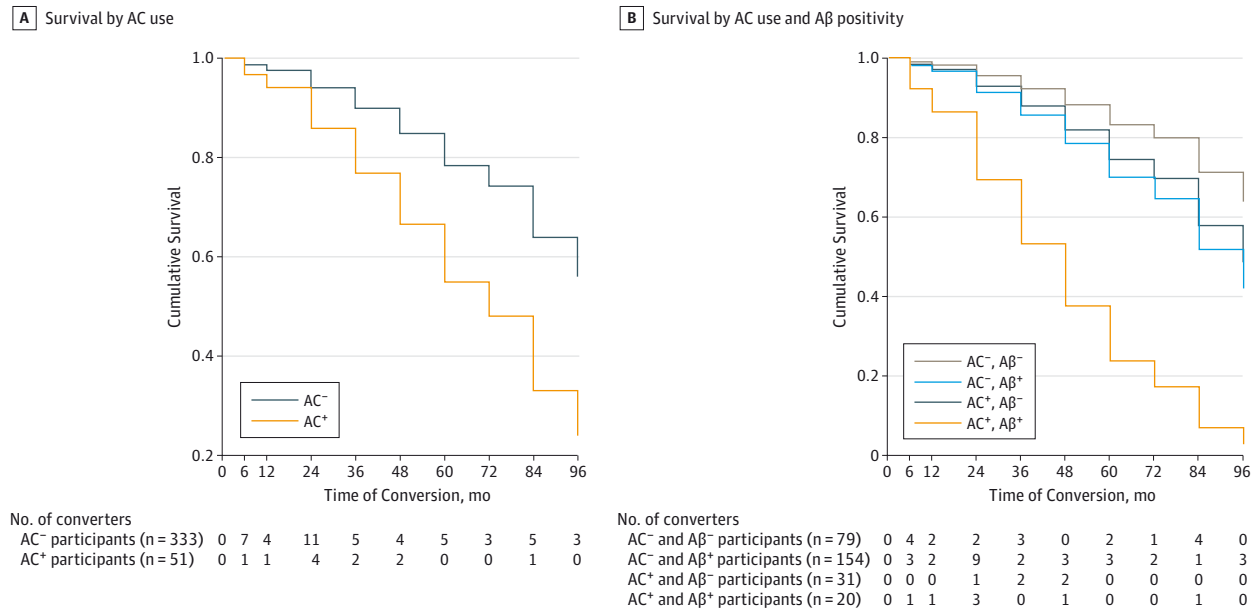 A Survival by AC use
1.0
0.8
0.6
0.4
0.2
Cumulative Survival
AC⁻
AC⁺
0 6 12 24 36 48 60 72 84 96
Time of Conversion, mo
No. of converters
AC⁻ participants (n = 333) 0 7 4 11 5 4 5 3 5 3
AC⁺ participants (n = 51) 0 1 1 4 2 2 0 0 1 0
B Survival by AC use and Aβ positivity
1.0
0.8
0.6
0.4
0.2
0
Cumulative Survival
AC⁻, Aβ⁻
AC⁻, Aβ⁺
AC⁺, Aβ⁻
AC⁺, Aβ⁺
0 6 12 24 36 48 60 72 84 96
Time of Conversion, mo
No. of converters
AC⁻ and Aβ⁻ participants (n = 79) 0 4 2 2 3 0 2 1 4 0
AC⁻ and Aβ⁺ participants (n = 154) 0 3 2 9 2 3 3 2 1 3
AC⁺ and Aβ⁻ participants (n = 31) 0 0 0 1 2 2 0 0 0 0
AC⁺ and Aβ⁺ participants (n = 20) 0 1 1 3 0 1 0 0 1 0